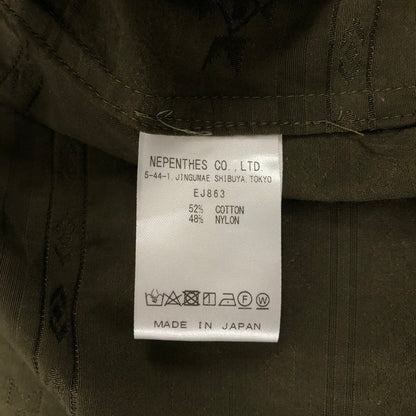 NEPENTHES CO., LTD.
5-44-1, JINGUMAE SHIBUYA, TOKYO
EJ863
52% COTTON
48% NYLON
F W
MADE IN JAPAN